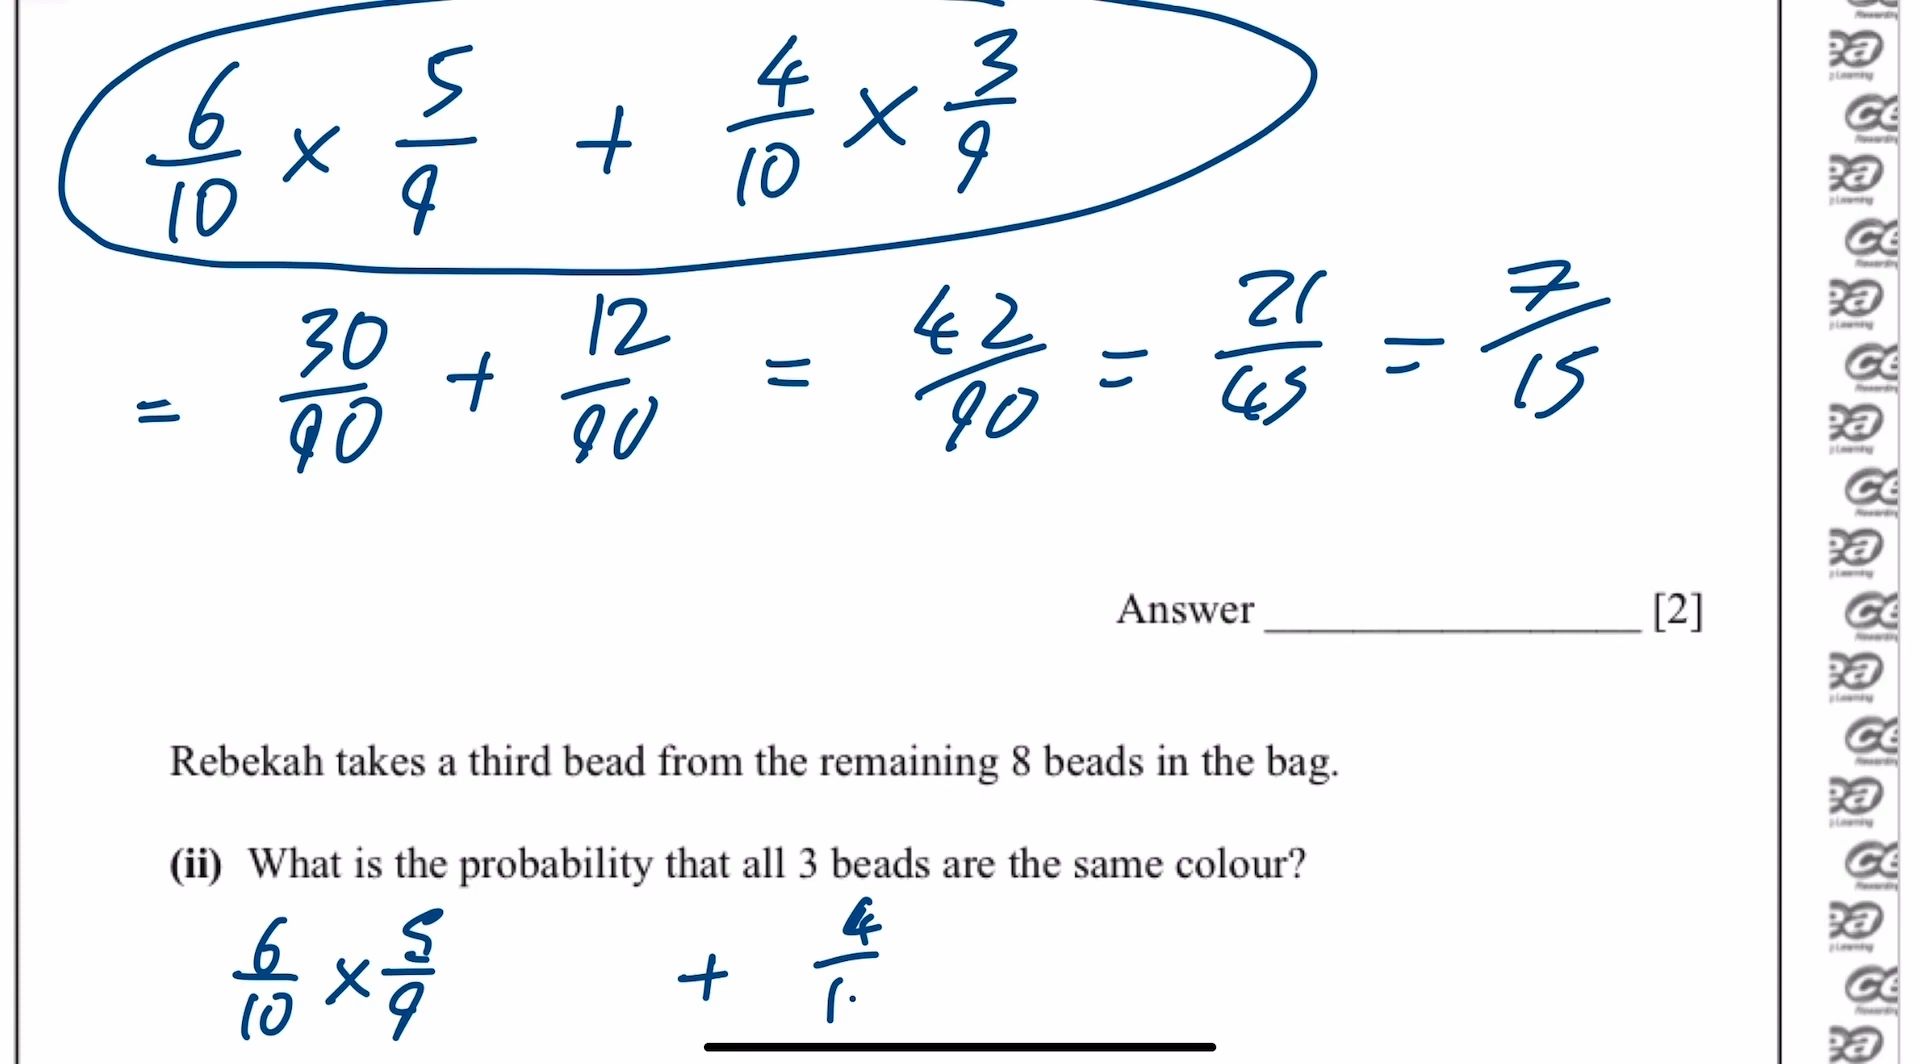 6/10 × 5/9 + 4/10 × 3/9
= 30/90 + 12/90 = 42/90 = 21/45 = 7/15
Answer ____________________ [2]
Rebekah takes a third bead from the remaining 8 beads in the bag.
(ii) What is the probability that all 3 beads are the same colour?
6/10 × 5/9 + 4/1